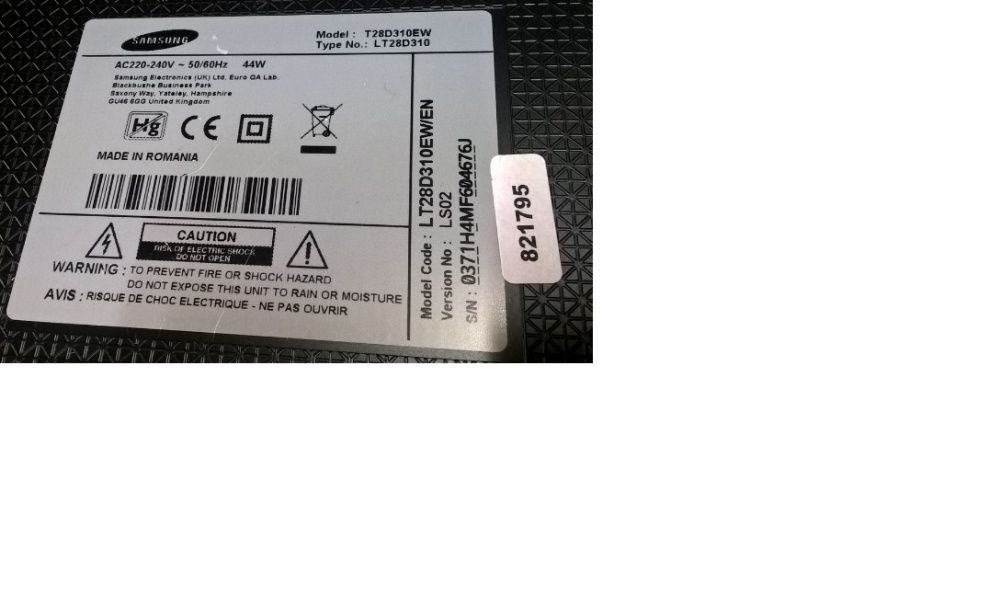 SAMSUNG
Model : T28D310EW
Type No.: LT28D310
AC220-240V ~ 50/60Hz 44W
Samsung Electronics (UK) Ltd, Euro QA Lab.
Blackbushe Business Park
Saxony Way, Yateley, Hampshire
GU46 6GG United Kingdom
Hg
CE
MADE IN ROMANIA
CAUTION
RISK OF ELECTRIC SHOCK
DO NOT OPEN
WARNING : TO PREVENT FIRE OR SHOCK HAZARD
DO NOT EXPOSE THIS UNIT TO RAIN OR MOISTURE
AVIS : RISQUE DE CHOC ELECTRIQUE - NE PAS OUVRIR
Model Code : LT28D310EW/EN
Version No : LS02
S/N : 0371H4MF604676J
821795